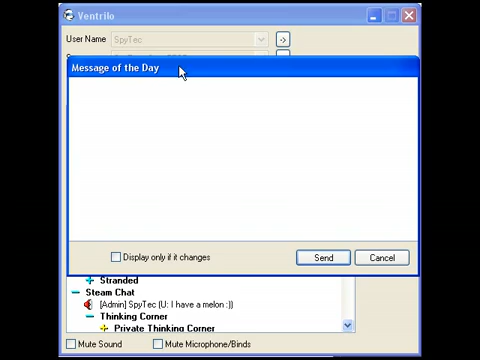 Ventrilo
User Name
SpyTec
Message of the Day
Display only if it changes
Send
Cancel
Stranded
Steam Chat
[Admin] SpyTec (U: I have a melon :))
Thinking Corner
Private Thinking Corner
Mute Sound
Mute Microphone/Binds